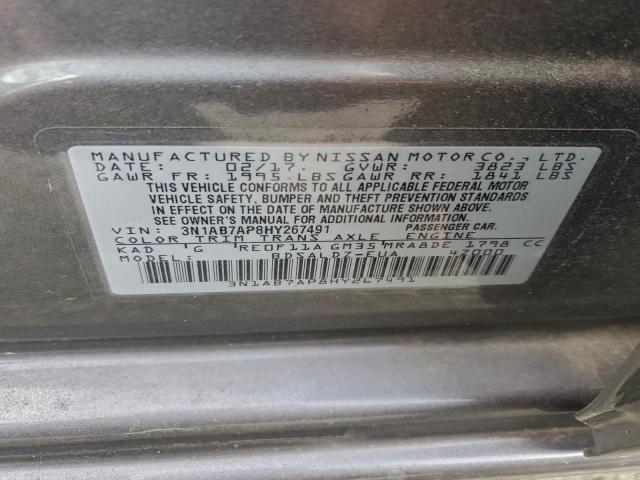 MANUFACTURED BY NISSAN MOTOR CO., LTD.
DATE: 02/17. GVWR: 3823 LBS
GAWR FR: 1995 LBS GAWR RR: 1841 LBS
THIS VEHICLE CONFORMS TO ALL APPLICABLE FEDERAL MOTOR
VEHICLE SAFETY, BUMPER AND THEFT PREVENTION STANDARDS
IN EFFECT ON THE DATE OF MANUFACTURE SHOWN ABOVE.
SEE OWNER'S MANUAL FOR ADDITIONAL INFORMATION.
VIN: 3N1AB7AP8HY267491 PASSENGER CAR.
COLOR TRIM TRANS AXLE ENGINE
KAD G RE0F11A GM35 MRA8DE 1798 CC
MODEL: BDSALDZ-EUA 47000
3N1AB7AP8HY267491